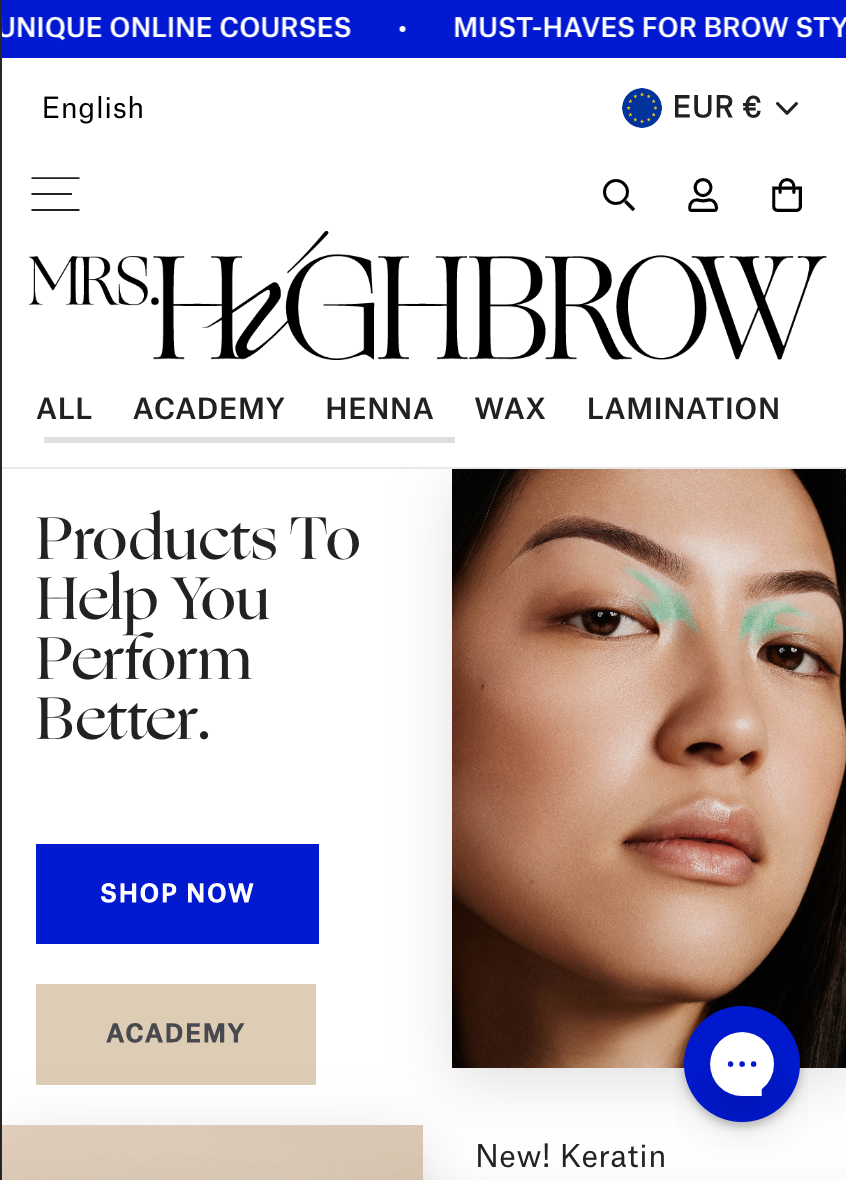 UNIQUE ONLINE COURSES • MUST-HAVES FOR BROW STY
English
EUR €
MRS. HiGHBROW
ALL ACADEMY HENNA WAX LAMINATION
Products To
Help You
Perform
Better.
SHOP NOW
ACADEMY
New! Keratin